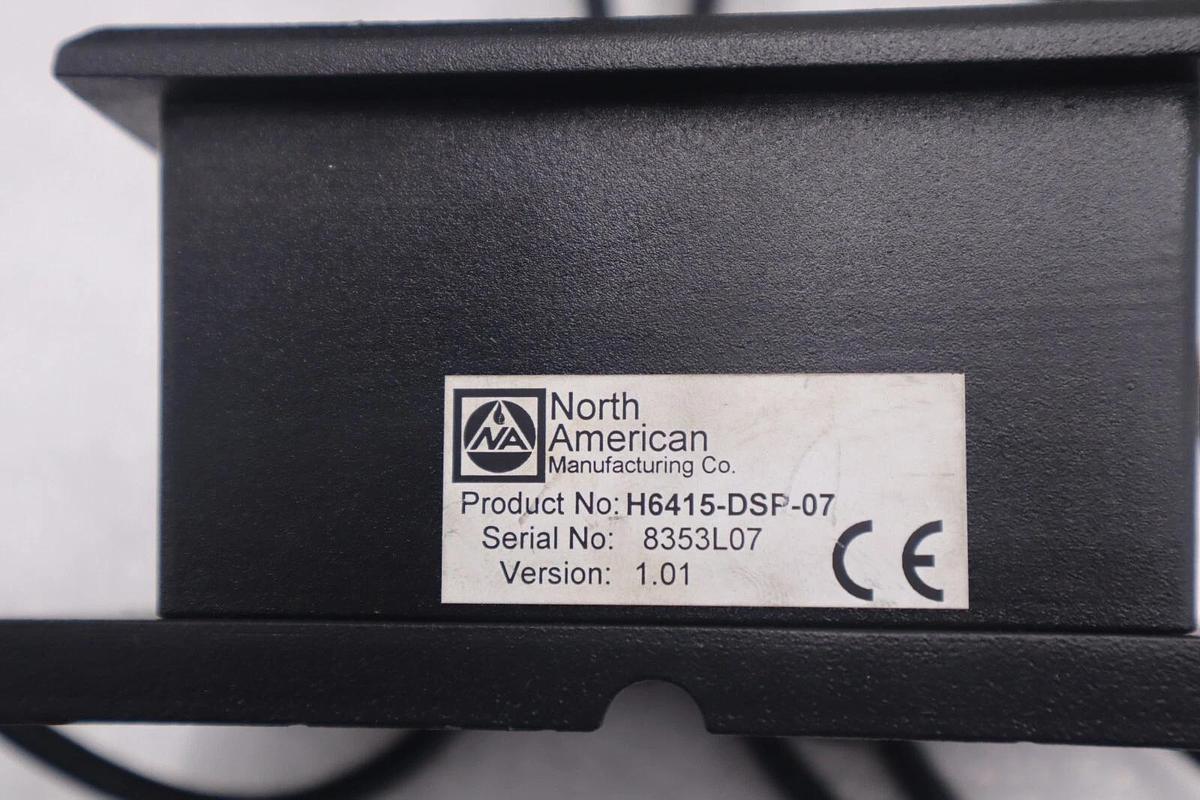 NA
North
American
Manufacturing Co.
Product No: H6415-DSP-07
Serial No: 8353L07
Version: 1.01
CE